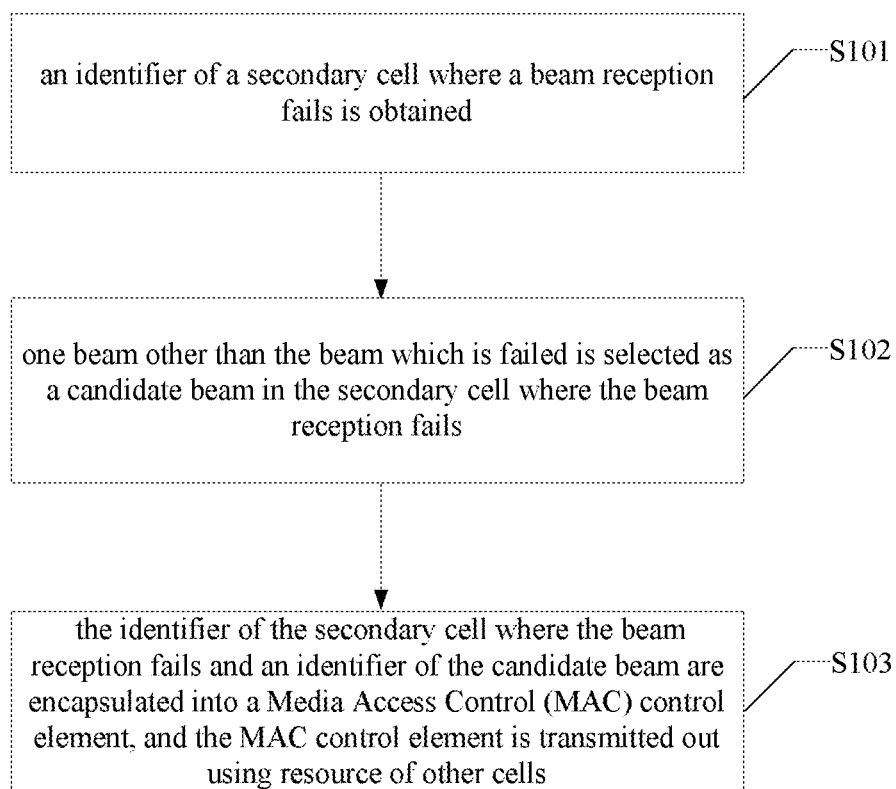 an identifier of a secondary cell where a beam reception
fails is obtained
S101
one beam other than the beam which is failed is selected as
a candidate beam in the secondary cell where the beam
reception fails
S102
the identifier of the secondary cell where the beam
reception fails and an identifier of the candidate beam are
encapsulated into a Media Access Control (MAC) control
element, and the MAC control element is transmitted out
using resource of other cells
S103